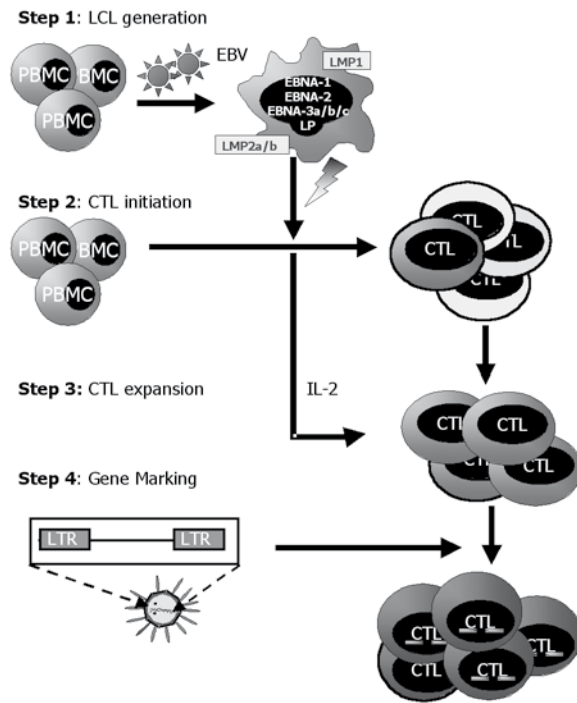 Step 1: LCL generation
EBV
LMP1
PBMC
BMC
PBMC
EBNA-1
EBNA-2
EBNA-3a/b/c
LP
LMP2a/b
Step 2: CTL initiation
PBMC
BMC
PBMC
CTL
CTL
TL
CTL
Step 3: CTL expansion
IL-2
CTL
CTL
CTL
CTL
Step 4: Gene Marking
LTR
LTR
CTL
CTL
CTL
CTL
CTL